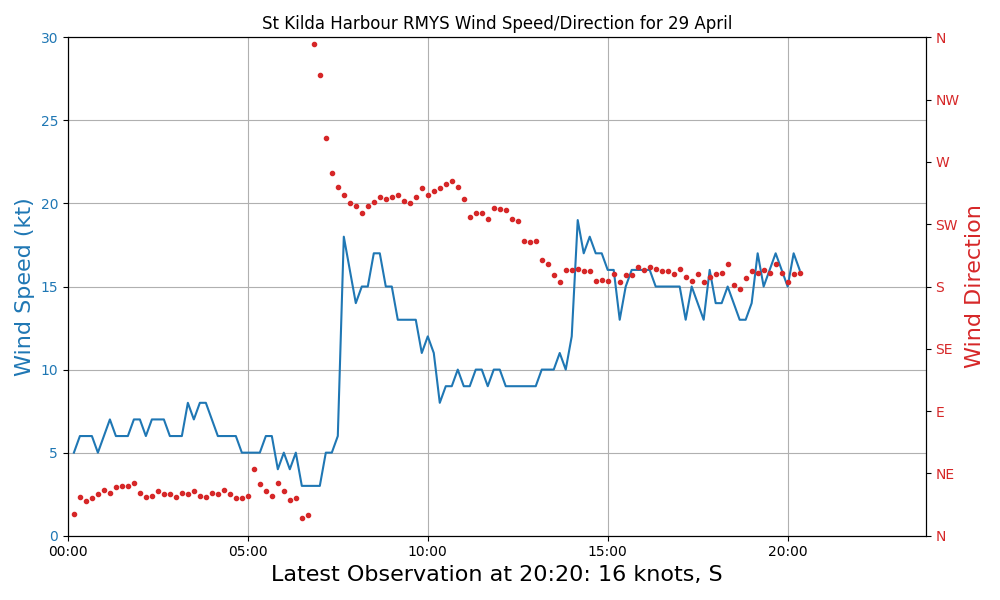 St Kilda Harbour RMYS Wind Speed/Direction for 29 April
30
25
20
15
10
5
0
Wind Speed (kt)
N
NW
W
SW
S
SE
E
NE
N
Wind Direction
00:00 05:00 10:00 15:00 20:00
Latest Observation at 20:20: 16 knots, S